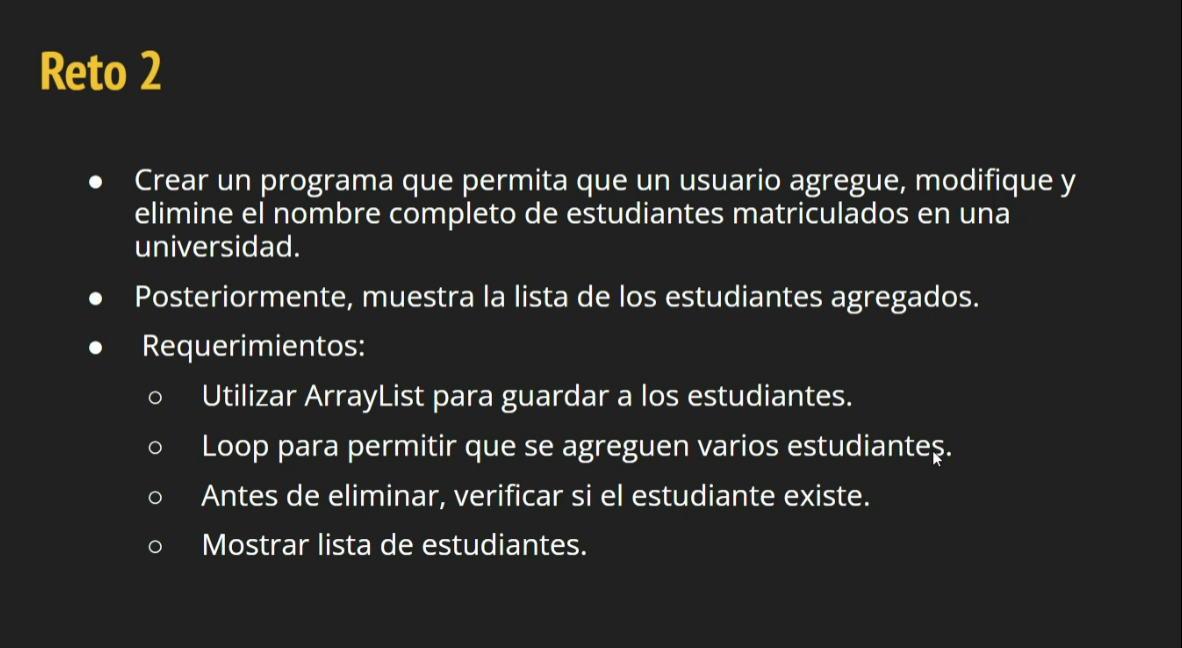 Reto 2
● Crear un programa que permita que un usuario agregue, modifique y
elimine el nombre completo de estudiantes matriculados en una
universidad.
● Posteriormente, muestra la lista de los estudiantes agregados.
● Requerimientos:
○ Utilizar ArrayList para guardar a los estudiantes.
○ Loop para permitir que se agreguen varios estudiantes.
○ Antes de eliminar, verificar si el estudiante existe.
○ Mostrar lista de estudiantes.